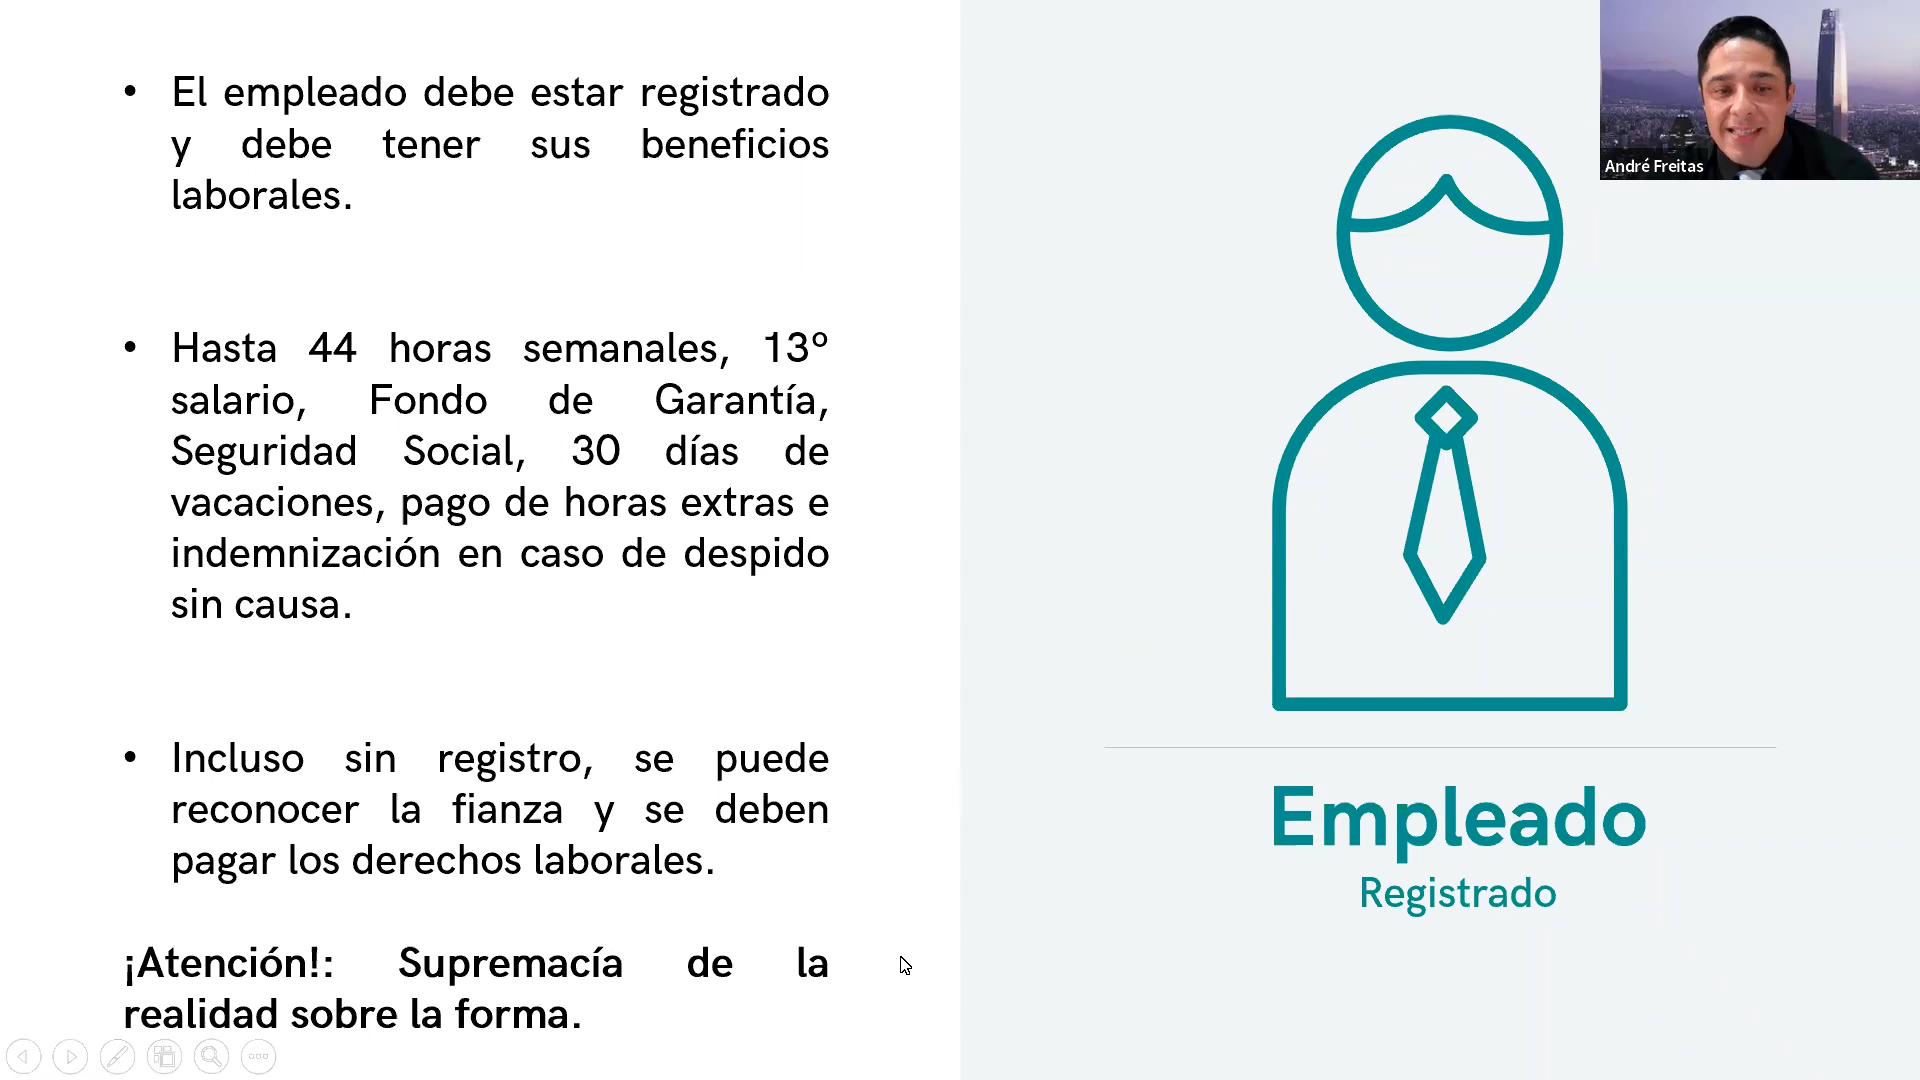 • El empleado debe estar registrado
y debe tener sus beneficios
laborales.
• Hasta 44 horas semanales, 13º
salario, Fondo de Garantía,
Seguridad Social, 30 días de
vacaciones, pago de horas extras e
indemnización en caso de despido
sin causa.
• Incluso sin registro, se puede
reconocer la fianza y se deben
pagar los derechos laborales.
¡Atención!: Supremacía de la
realidad sobre la forma.
André Freitas
Empleado
Registrado